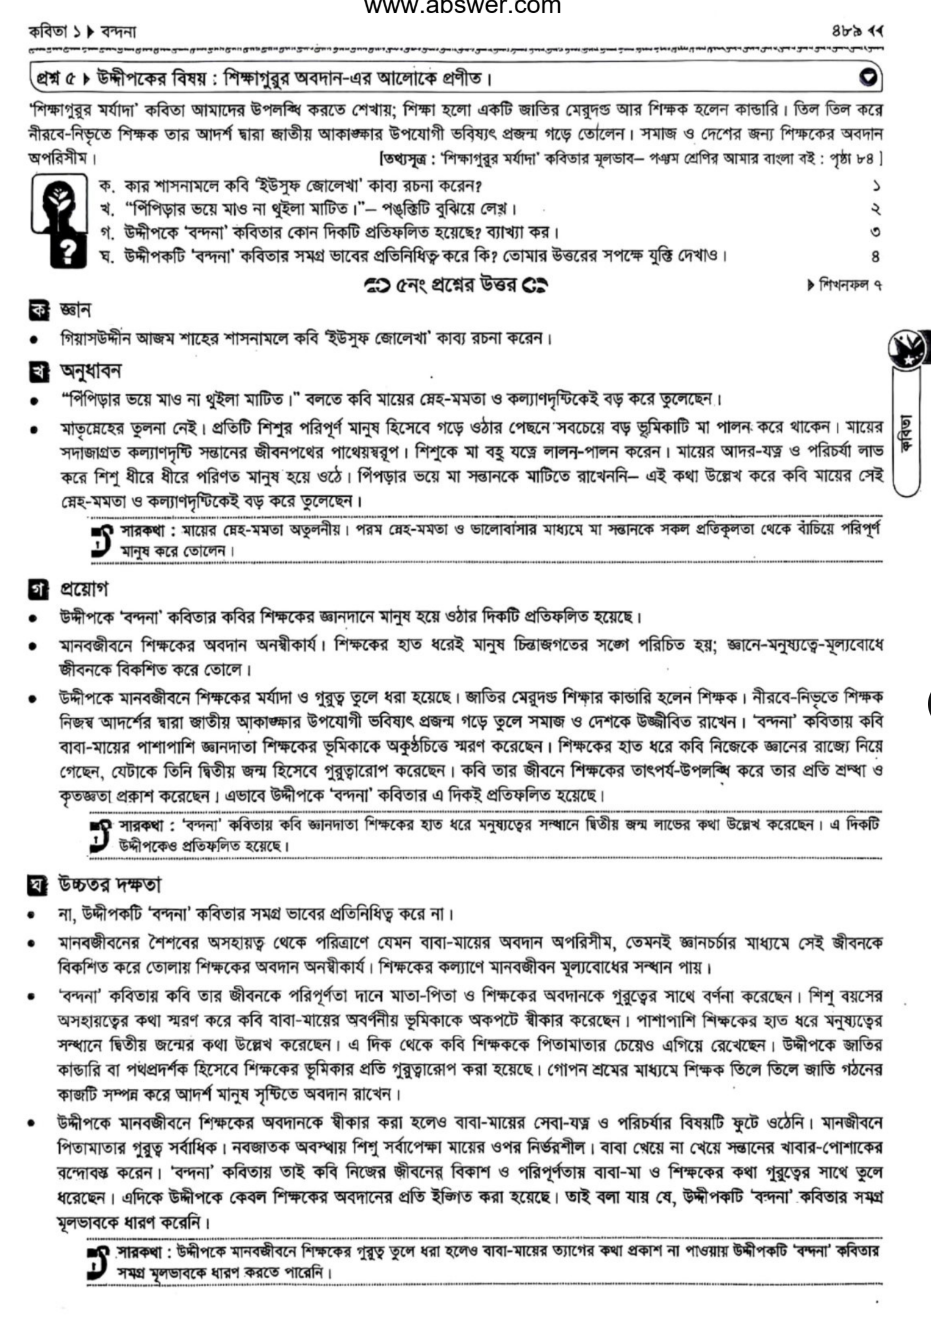 www.abswer.com
কবিতা ১ ▶ বন্দনা
৪৮৯ ◀◀
প্রশ্ন ৫ ▶ উদ্দীপকের বিষয় : শিক্ষাগুরুর অবদান-এর আলোকে প্রণীত।
‘শিক্ষাগুরুর মর্যাদা’ কবিতা আমাদের উপলব্ধি করতে শেখায়; শিক্ষা হলো একটি জাতির মেরুদণ্ড আর শিক্ষক হলেন কান্ডারি। তিল তিল করে
নীরবে-নিভৃতে শিক্ষক তার আদর্শ দ্বারা জাতীয় আকাঙ্ক্ষার উপযোগী ভবিষ্যৎ প্রজন্ম গড়ে তোলেন। সমাজ ও দেশের জন্য শিক্ষকের অবদান
অপরিসীম। [তথ্যসূত্র : ‘শিক্ষাগুরুর মর্যাদা’ কবিতার মূলভাব– পঞ্চম শ্রেণির আমার বাংলা বই : পৃষ্ঠা ৮৪]
ক. কার শাসনামলে কবি ‘ইউসুফ জোলেখা’ কাব্য রচনা করেন? ১
খ. “পিঁপিড়ার ভয়ে মাও না থুইলা মাটিত।”– পঙ্‌ক্তিটি বুঝিয়ে লেখ। ২
গ. উদ্দীপকে ‘বন্দনা’ কবিতার কোন দিকটি প্রতিফলিত হয়েছে? ব্যাখ্যা কর। ৩
ঘ. উদ্দীপকটি ‘বন্দনা’ কবিতার সমগ্র ভাবের প্রতিনিধিত্ব করে কি? তোমার উত্তরের সপক্ষে যুক্তি দেখাও। ৪
৫নং প্রশ্নের উত্তর
▶ শিখনফল ৭
ক জ্ঞান
• গিয়াসউদ্দীন আজম শাহের শাসনামলে কবি ‘ইউসুফ জোলেখা’ কাব্য রচনা করেন।
খ অনুধাবন
• “পিঁপিড়ার ভয়ে মাও না থুইলা মাটিত।” বলতে কবি মায়ের স্নেহ-মমতা ও কল্যাণদৃষ্টিকেই বড় করে তুলেছেন।
• মাতৃস্নেহের তুলনা নেই। প্রতিটি শিশুর পরিপূর্ণ মানুষ হিসেবে গড়ে ওঠার পেছনে সবচেয়ে বড় ভূমিকাটি মা পালন করে থাকেন। মায়ের
সদাজাগ্রত কল্যাণদৃষ্টি সন্তানের জীবনপথের পাথেয়স্বরূপ। শিশুকে মা বহু যত্নে লালন-পালন করেন। মায়ের আদর-যত্ন ও পরিচর্যা লাভ
করে শিশু ধীরে ধীরে পরিণত মানুষ হয়ে ওঠে। পিঁপড়ার ভয়ে মা সন্তানকে মাটিতে রাখেননি– এই কথা উল্লেখ করে কবি মায়ের সেই
স্নেহ-মমতা ও কল্যাণদৃষ্টিকেই বড় করে তুলেছেন।
সারকথা : মায়ের স্নেহ-মমতা অতুলনীয়। পরম স্নেহ-মমতা ও ভালোবাসার মাধ্যমে মা সন্তানকে সকল প্রতিকূলতা থেকে বাঁচিয়ে পরিপূর্ণ
মানুষ করে তোলেন।
গ প্রয়োগ
• উদ্দীপকে ‘বন্দনা’ কবিতার কবির শিক্ষকের জ্ঞানদানে মানুষ হয়ে ওঠার দিকটি প্রতিফলিত হয়েছে।
• মানবজীবনে শিক্ষকের অবদান অনস্বীকার্য। শিক্ষকের হাত ধরেই মানুষ চিন্তাজগতের সঙ্গে পরিচিত হয়; জ্ঞানে-মনুষ্যত্বে-মূল্যবোধে
জীবনকে বিকশিত করে তোলে।
• উদ্দীপকে মানবজীবনে শিক্ষকের মর্যাদা ও গুরুত্ব তুলে ধরা হয়েছে। জাতির মেরুদণ্ড শিক্ষার কান্ডারি হলেন শিক্ষক। নীরবে-নিভৃতে শিক্ষক
নিজস্ব আদর্শের দ্বারা জাতীয় আকাঙ্ক্ষার উপযোগী ভবিষ্যৎ প্রজন্ম গড়ে তুলে সমাজ ও দেশকে উজ্জীবিত রাখেন। ‘বন্দনা’ কবিতায় কবি
বাবা-মায়ের পাশাপাশি জ্ঞানদাতা শিক্ষকের ভূমিকাকে অকুণ্ঠচিত্তে স্মরণ করেছেন। শিক্ষকের হাত ধরে কবি নিজেকে জ্ঞানের রাজ্যে নিয়ে
গেছেন, যেটাকে তিনি দ্বিতীয় জন্ম হিসেবে গুরুত্বারোপ করেছেন। কবি তার জীবনে শিক্ষকের তাৎপর্য-উপলব্ধি করে তার প্রতি শ্রদ্ধা ও
কৃতজ্ঞতা প্রকাশ করেছেন। এভাবে উদ্দীপকে ‘বন্দনা’ কবিতার এ দিকই প্রতিফলিত হয়েছে।
সারকথা : ‘বন্দনা’ কবিতায় কবি জ্ঞানদাতা শিক্ষকের হাত ধরে মনুষ্যত্বের সন্ধানে দ্বিতীয় জন্ম লাভের কথা উল্লেখ করেছেন। এ দিকটি
উদ্দীপকেও প্রতিফলিত হয়েছে।
ঘ উচ্চতর দক্ষতা
• না, উদ্দীপকটি ‘বন্দনা’ কবিতার সমগ্র ভাবের প্রতিনিধিত্ব করে না।
• মানবজীবনের শৈশবের অসহায়ত্ব থেকে পরিত্রাণে যেমন বাবা-মায়ের অবদান অপরিসীম, তেমনই জ্ঞানচর্চার মাধ্যমে সেই জীবনকে
বিকশিত করে তোলায় শিক্ষকের অবদান অনস্বীকার্য। শিক্ষকের কল্যাণে মানবজীবন মূল্যবোধের সন্ধান পায়।
• ‘বন্দনা’ কবিতায় কবি তার জীবনকে পরিপূর্ণতা দানে মাতা-পিতা ও শিক্ষকের অবদানকে গুরুত্বের সাথে বর্ণনা করেছেন। শিশু বয়সের
অসহায়ত্বের কথা স্মরণ করে কবি বাবা-মায়ের অবর্ণনীয় ভূমিকাকে অকপটে স্বীকার করেছেন। পাশাপাশি শিক্ষকের হাত ধরে মনুষ্যত্বের
সন্ধানে দ্বিতীয় জন্মের কথা উল্লেখ করেছেন। এ দিক থেকে কবি শিক্ষককে পিতামাতার চেয়েও এগিয়ে রেখেছেন। উদ্দীপকে জাতির
কান্ডারি বা পথপ্রদর্শক হিসেবে শিক্ষকের ভূমিকার প্রতি গুরুত্বারোপ করা হয়েছে। গোপন শ্রমের মাধ্যমে শিক্ষক তিলে তিলে জাতি গঠনের
কাজটি সম্পন্ন করে আদর্শ মানুষ সৃষ্টিতে অবদান রাখেন।
• উদ্দীপকে মানবজীবনে শিক্ষকের অবদানকে স্বীকার করা হলেও বাবা-মায়ের সেবা-যত্ন ও পরিচর্যার বিষয়টি ফুটে ওঠেনি। মানজীবনে
পিতামাতার গুরুত্ব সর্বাধিক। নবজাতক অবস্থায় শিশু সর্বাপেক্ষা মায়ের ওপর নির্ভরশীল। বাবা খেয়ে না খেয়ে সন্তানের খাবার-পোশাকের
বন্দোবস্ত করেন। ‘বন্দনা’ কবিতায় তাই কবি নিজের জীবনের বিকাশ ও পরিপূর্ণতায় বাবা-মা ও শিক্ষকের কথা গুরুত্বের সাথে তুলে
ধরেছেন। এদিকে উদ্দীপকে কেবল শিক্ষকের অবদানের প্রতি ইঙ্গিত করা হয়েছে। তাই বলা যায় যে, উদ্দীপকটি ‘বন্দনা’ কবিতার সমগ্র
মূলভাবকে ধারণ করেনি।
সারকথা : উদ্দীপকে মানবজীবনে শিক্ষকের গুরুত্ব তুলে ধরা হলেও বাবা-মায়ের ত্যাগের কথা প্রকাশ না পাওয়ায় উদ্দীপকটি ‘বন্দনা’ কবিতার
সমগ্র মূলভাবকে ধারণ করতে পারেনি।
কবিতা